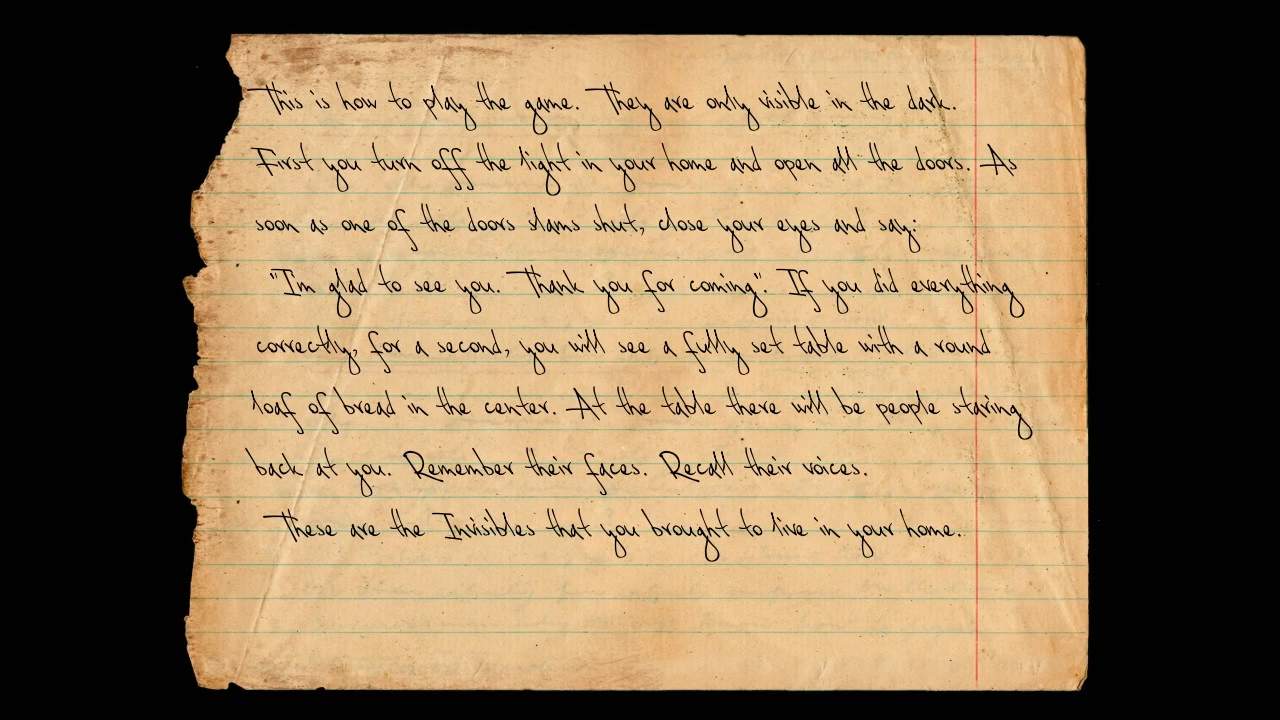 This is how to play the game. They are only visible in the dark.
First you turn off the light in your home and open all the doors. As
soon as one of the doors slams shut, close your eyes and say:
"I'm glad to see you. Thank you for coming". If you did everything
correctly, for a second, you will see a fully set table with a round
loaf of bread in the center. At the table there will be people staring
back at you. Remember their faces. Recall their voices.
These are the Invisibles that you brought to live in your home.